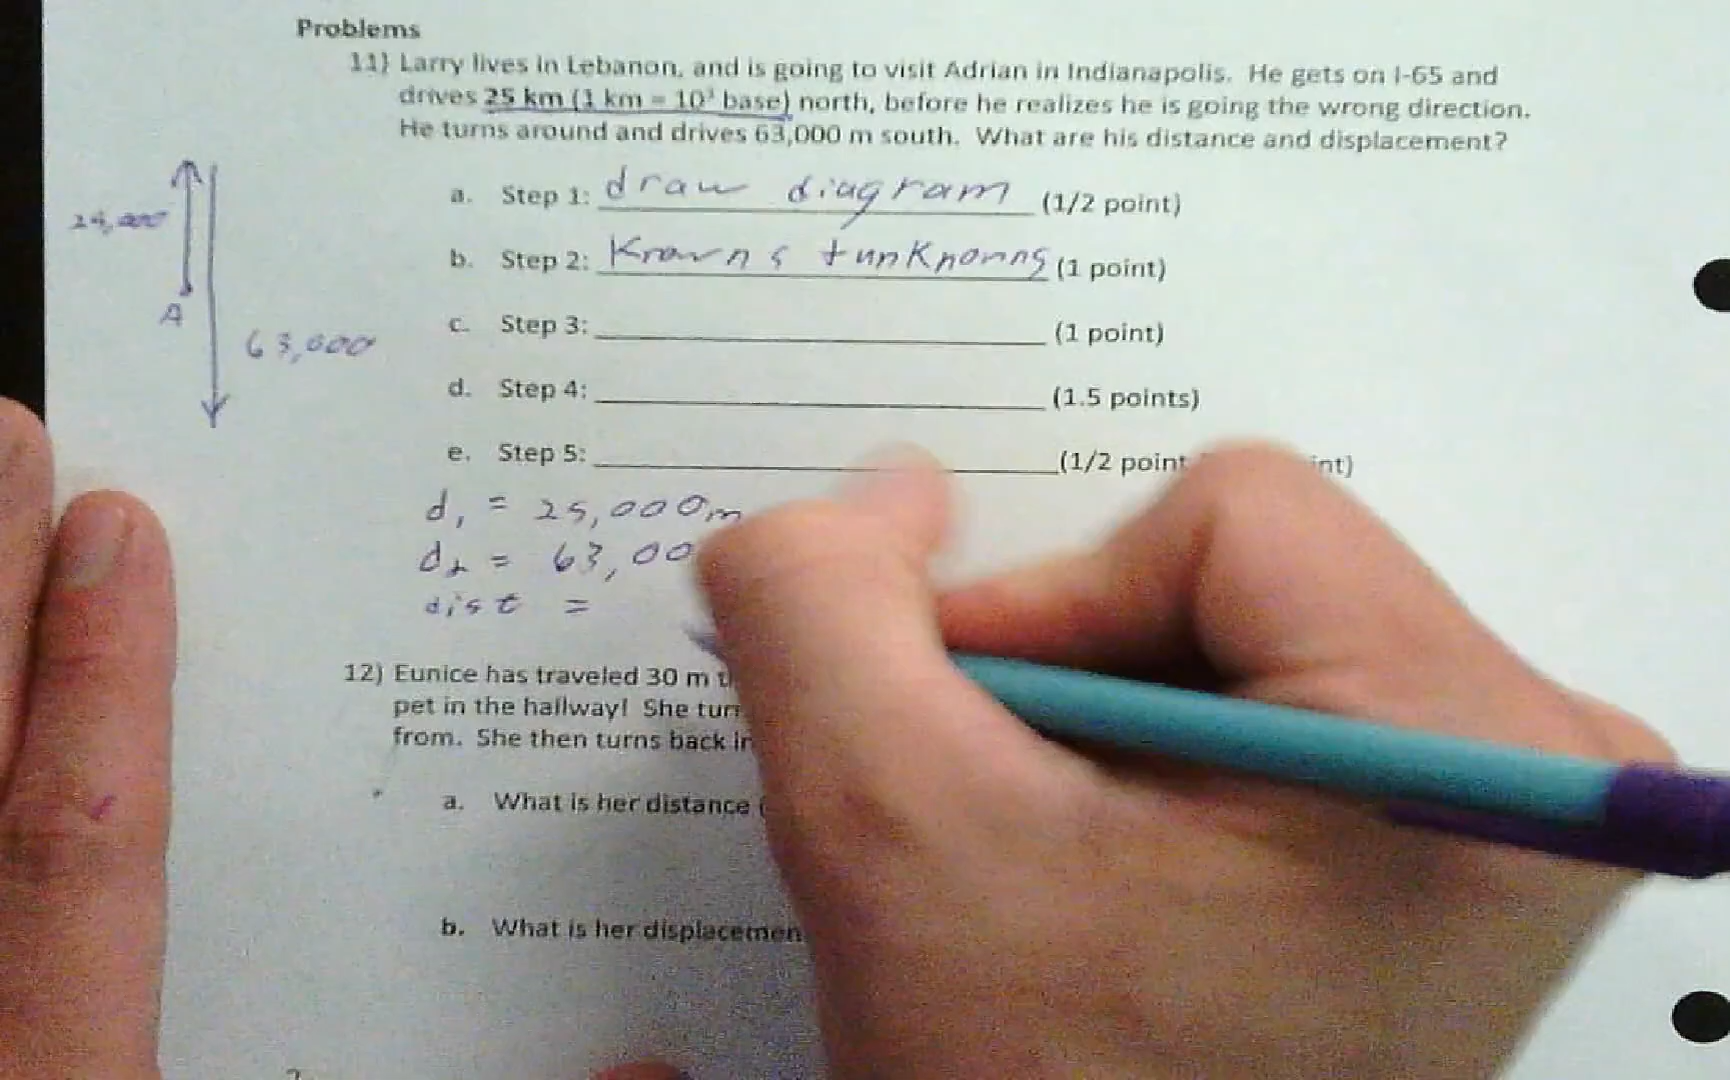 Problems
11) Larry lives in Lebanon, and is going to visit Adrian in Indianapolis. He gets on I-65 and
drives 25 km (1 km = 10³ base) north, before he realizes he is going the wrong direction.
He turns around and drives 63,000 m south. What are his distance and displacement?
a. Step 1: draw diagram (1/2 point)
b. Step 2: Knowns + unknowns (1 point)
c. Step 3: (1 point)
d. Step 4: (1.5 points)
e. Step 5: (1/2 point
A
63,000
d₁ = 25,000m
d₂ = 63,00
dist =
12) Eunice has traveled 30 m
pet in the hallway! She
from. She then turns back
a. What is her distance
b. What is her